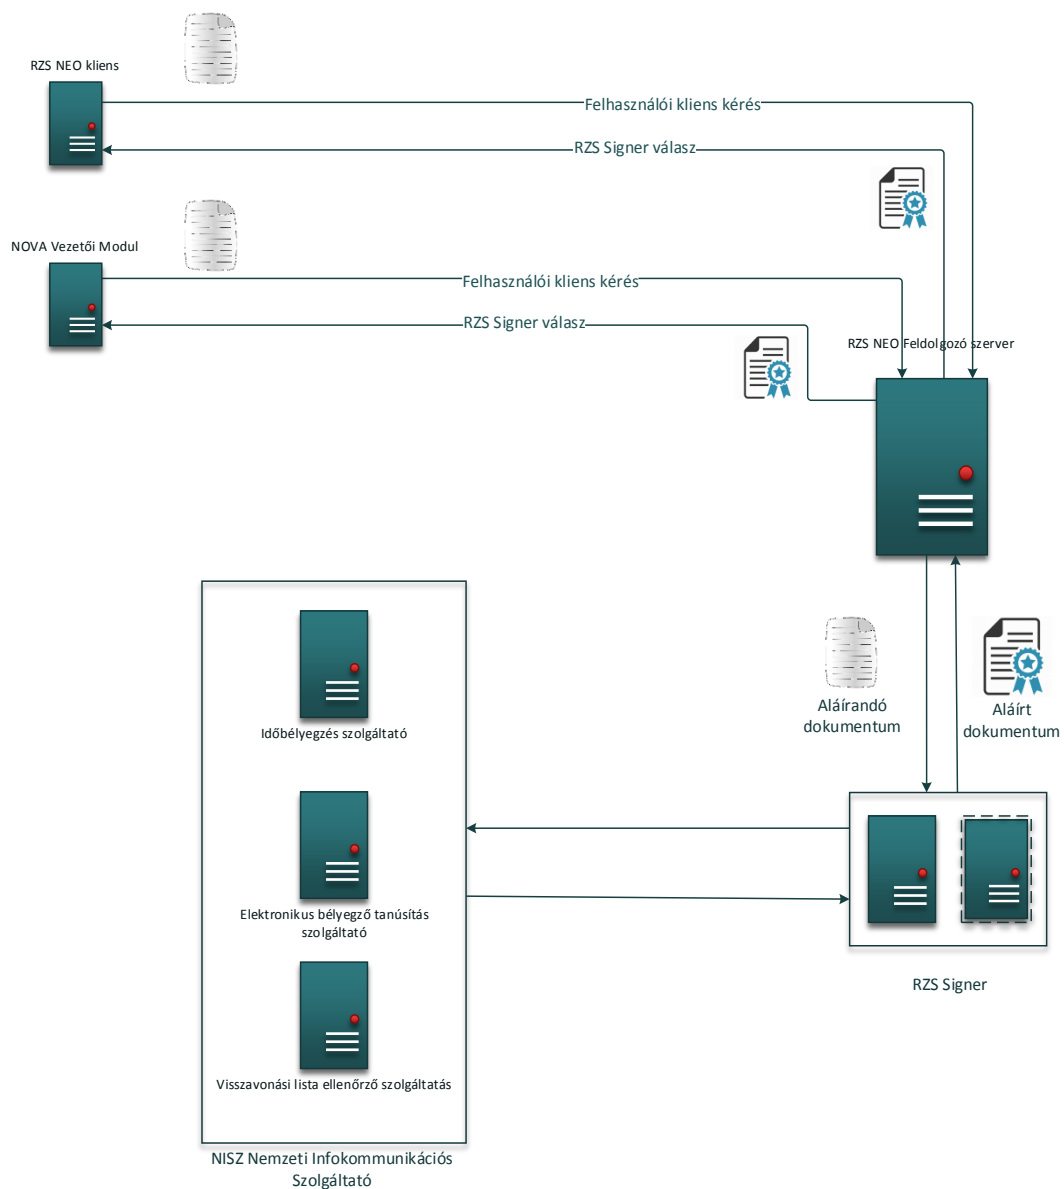 RZS NEO kliens
Felhasználói kliens kérés
RZS Signer válasz
NOVA Vezetői Modul
Felhasználói kliens kérés
RZS Signer válasz
RZS NEO Feldolgozó szerver
Aláírandó
dokumentum
Aláírt
dokumentum
Időbélyegzés szolgáltató
Elektronikus bélyegző tanúsítás
szolgáltató
RZS Signer
Visszavonási lista ellenőrző szolgáltatás
NISZ Nemzeti Infokommunikációs
Szolgáltató